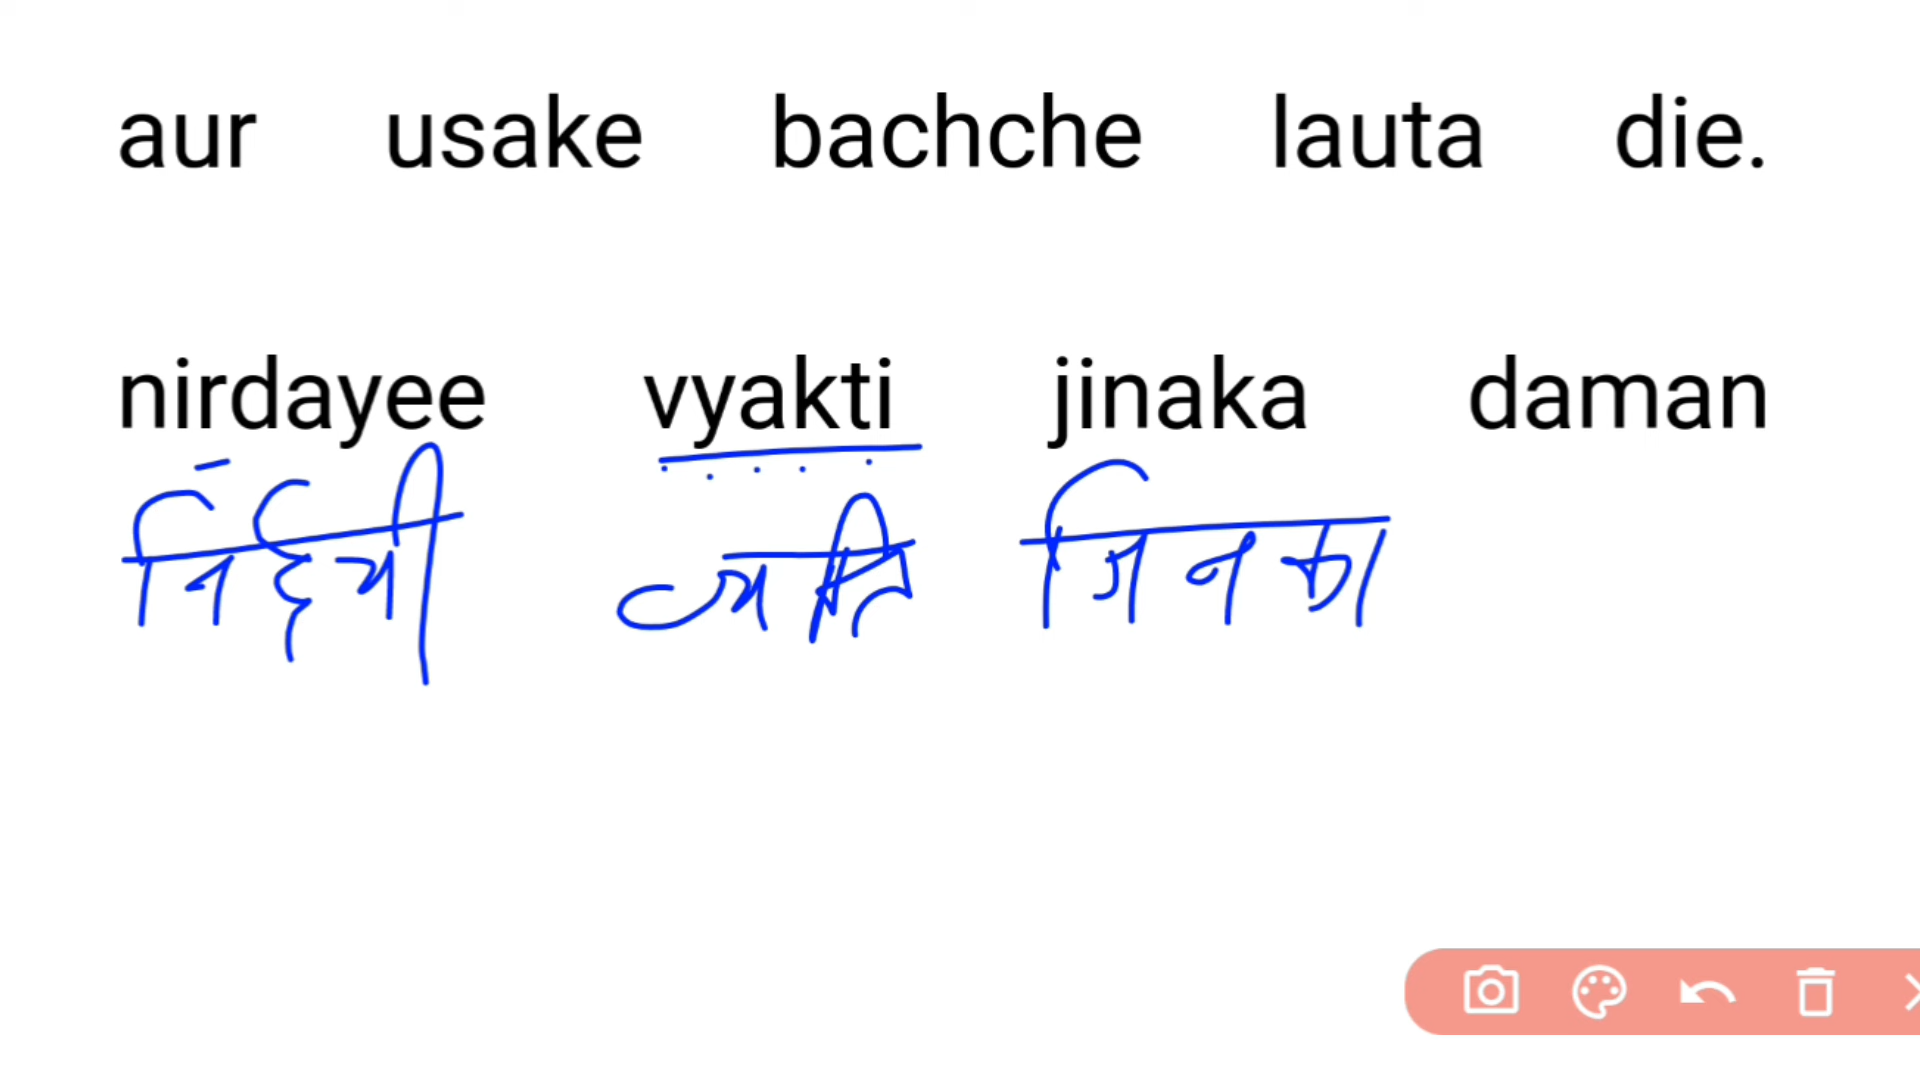 aur usake bachche lauta die.
nirdayee vyakti jinaka daman
निर्दयी व्यक्ति जिनका